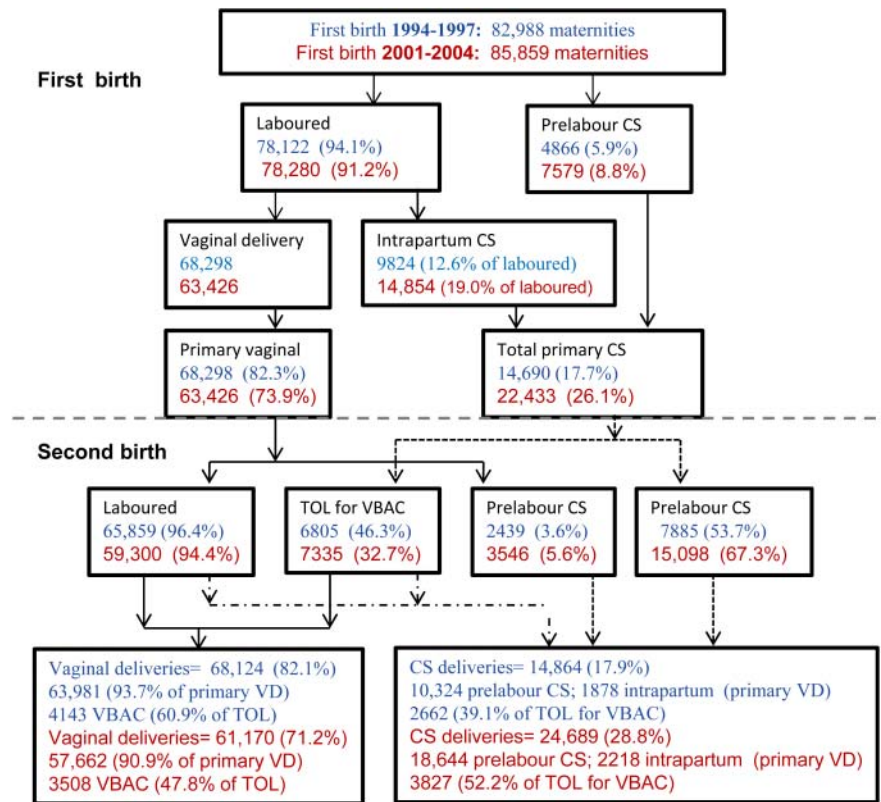 First birth 1994-1997: 82,988 maternities
First birth 2001-2004: 85,859 maternities
First birth
Laboured
78,122 (94.1%)
78,280 (91.2%)
Prelabour CS
4866 (5.9%)
7579 (8.8%)
Vaginal delivery
68,298
63,426
Intrapartum CS
9824 (12.6% of laboured)
14,854 (19.0% of laboured)
Primary vaginal
68,298 (82.3%)
63,426 (73.9%)
Total primary CS
14,690 (17.7%)
22,433 (26.1%)
Second birth
Laboured
65,859 (96.4%)
59,300 (94.4%)
TOL for VBAC
6805 (46.3%)
7335 (32.7%)
Prelabour CS
2439 (3.6%)
3546 (5.6%)
Prelabour CS
7885 (53.7%)
15,098 (67.3%)
Vaginal deliveries= 68,124 (82.1%)
63,981 (93.7% of primary VD)
4143 VBAC (60.9% of TOL)
Vaginal deliveries= 61,170 (71.2%)
57,662 (90.9% of primary VD)
3508 VBAC (47.8% of TOL)
CS deliveries= 14,864 (17.9%)
10,324 prelabour CS; 1878 intrapartum (primary VD)
2662 (39.1% of TOL for VBAC)
CS deliveries= 24,689 (28.8%)
18,644 prelabour CS; 2218 intrapartum (primary VD)
3827 (52.2% of TOL for VBAC)